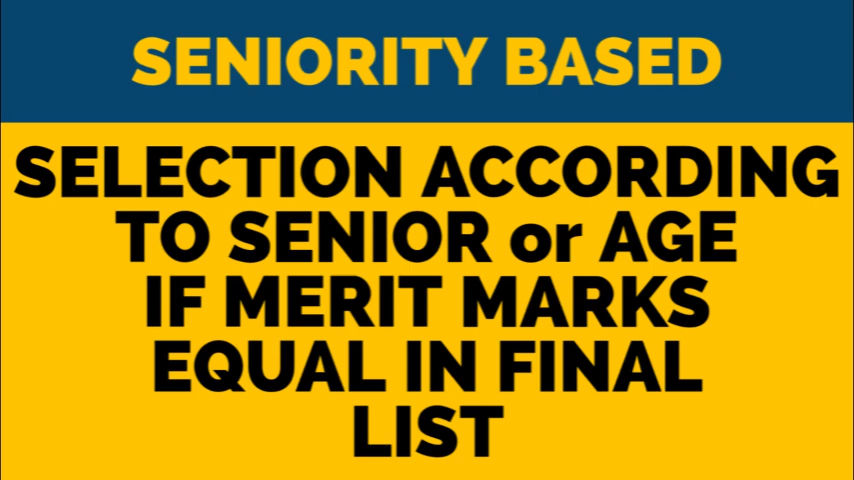 SENIORITY BASED
SELECTION ACCORDING
TO SENIOR or AGE
IF MERIT MARKS
EQUAL IN FINAL
LIST